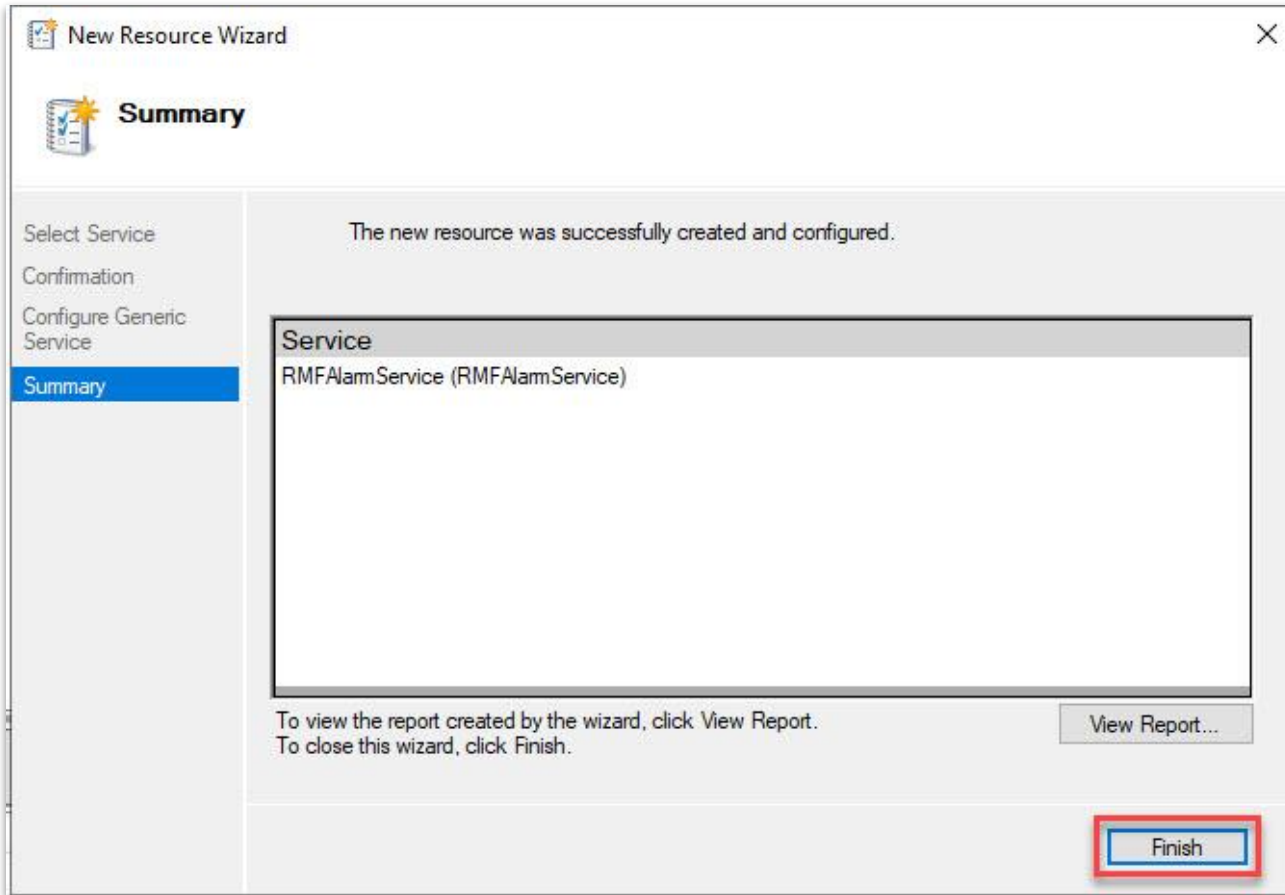 New Resource Wizard
Summary
Select Service
Confirmation
Configure Generic
Service
Summary
The new resource was successfully created and configured.
Service
RMFAlarmService (RMFAlarmService)
To view the report created by the wizard, click View Report.
To close this wizard, click Finish.
View Report...
Finish